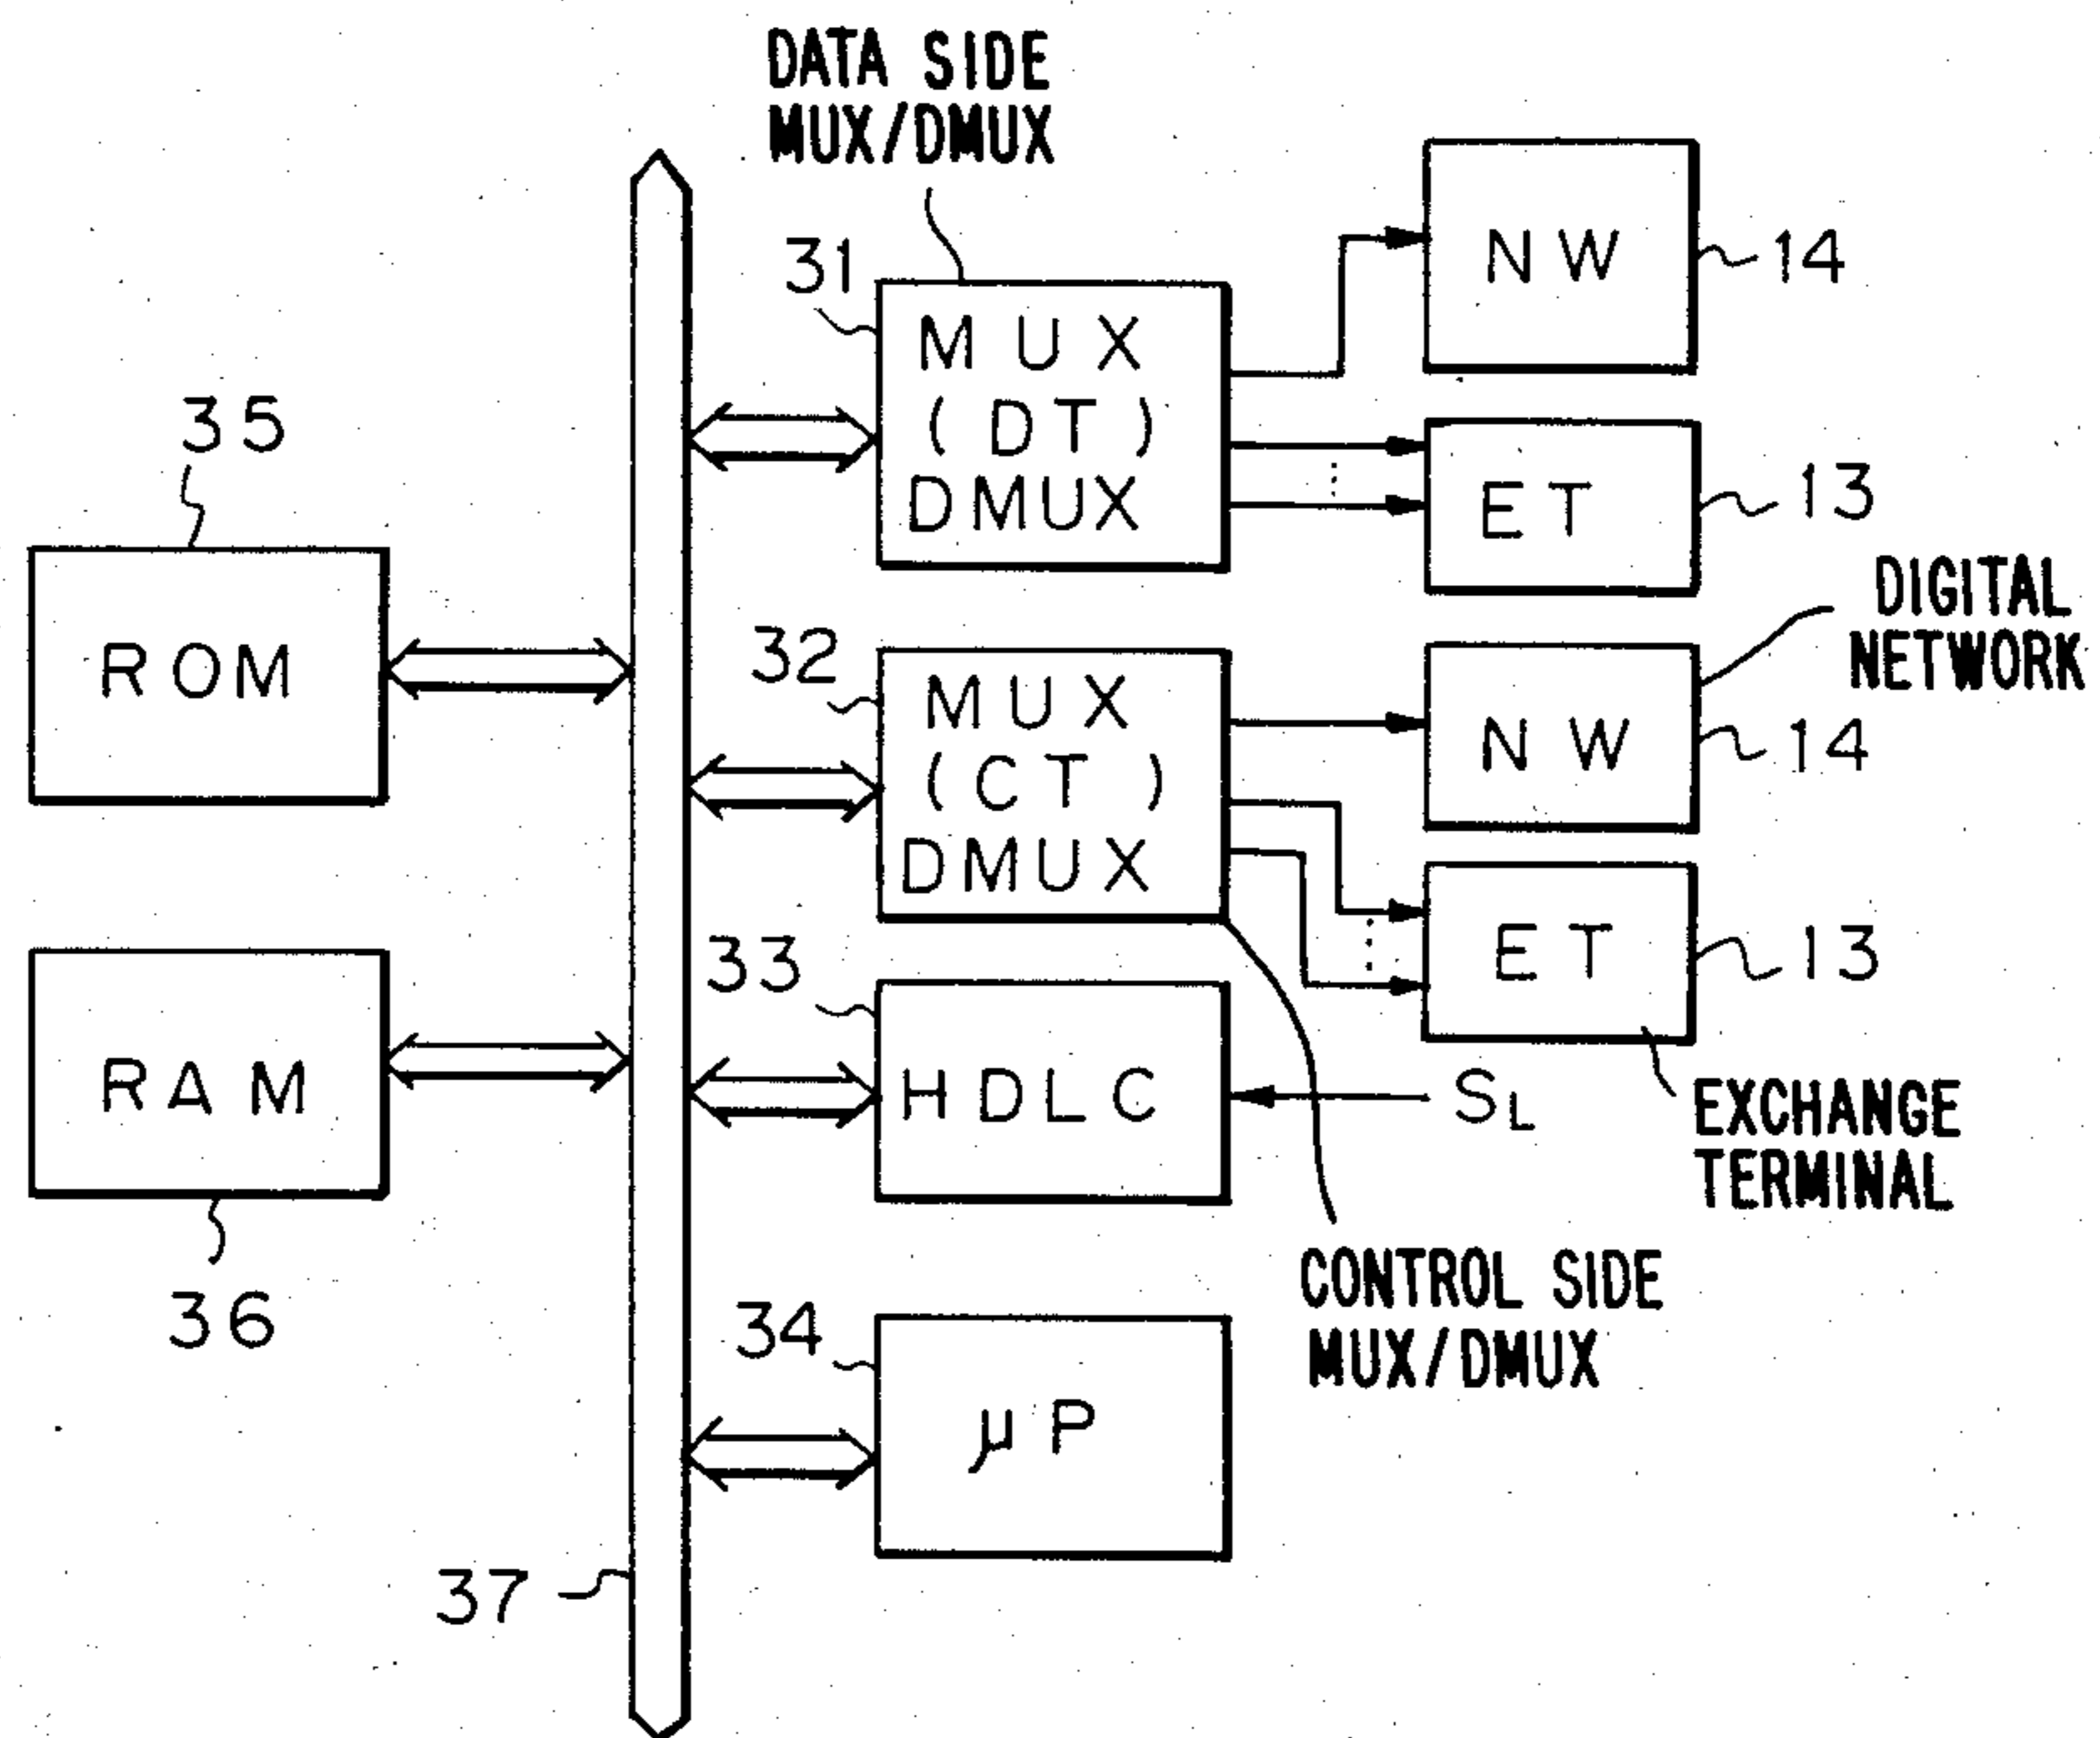 DATA SIDE
MUX/DMUX
31
MUX
(DT)
DMUX
NW
14
ET
13
35
ROM
32
MUX
(CT)
DMUX
DIGITAL
NETWORK
NW
14
ET
13
EXCHANGE
TERMINAL
RAM
36
33
HDLC
SL
CONTROL SIDE
MUX/DMUX
34
μP
37